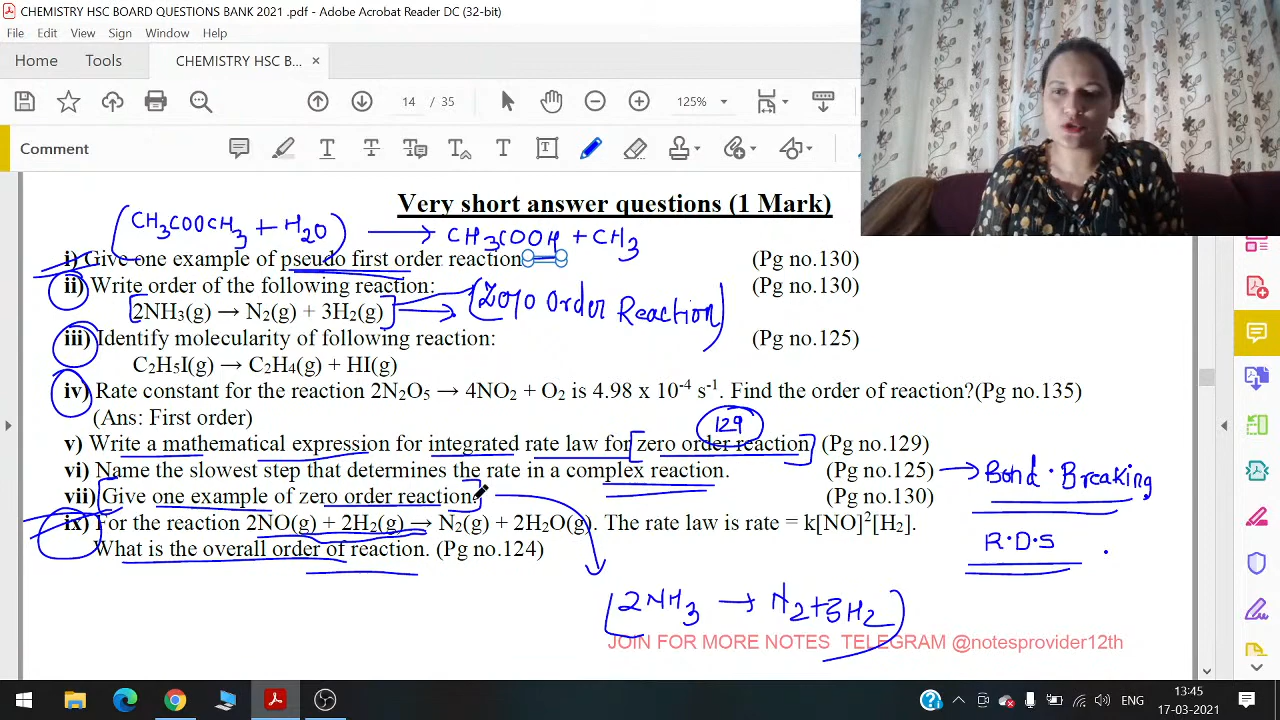 CHEMISTRY HSC BOARD QUESTIONS BANK 2021 .pdf - Adobe Acrobat Reader DC (32-bit)
File Edit View Sign Window Help
Home Tools CHEMISTRY HSC B... ×
14 / 35 125%
Comment
Very short answer questions (1 Mark)
CH3COOCH3 + H2O → CH3COOH + CH3
i) Give one example of pseudo first order reaction (Pg no.130)
ii) Write order of the following reaction: (Pg no.130)
2NH₃(g) → N₂(g) + 3H₂(g) Zero Order Reaction
iii) Identify molecularity of following reaction: (Pg no.125)
C₂H₅I(g) → C₂H₄(g) + HI(g)
iv) Rate constant for the reaction 2N₂O₅ → 4NO₂ + O₂ is 4.98 x 10⁻⁴ s⁻¹. Find the order of reaction?(Pg no.135)
(Ans: First order)
129
v) Write a mathematical expression for integrated rate law for zero order reaction (Pg no.129)
vi) Name the slowest step that determines the rate in a complex reaction. (Pg no.125) → Bond · Breaking
vii) Give one example of zero order reaction. (Pg no.130)
ix) For the reaction 2NO(g) + 2H₂(g) → N₂(g) + 2H₂O(g). The rate law is rate = k[NO]²[H₂].
R.D.S
What is the overall order of reaction. (Pg no.124)
2NH3 → N2+3H2
JOIN FOR MORE NOTES TELEGRAM @notesprovider12th
ENG
13:45
17-03-2021